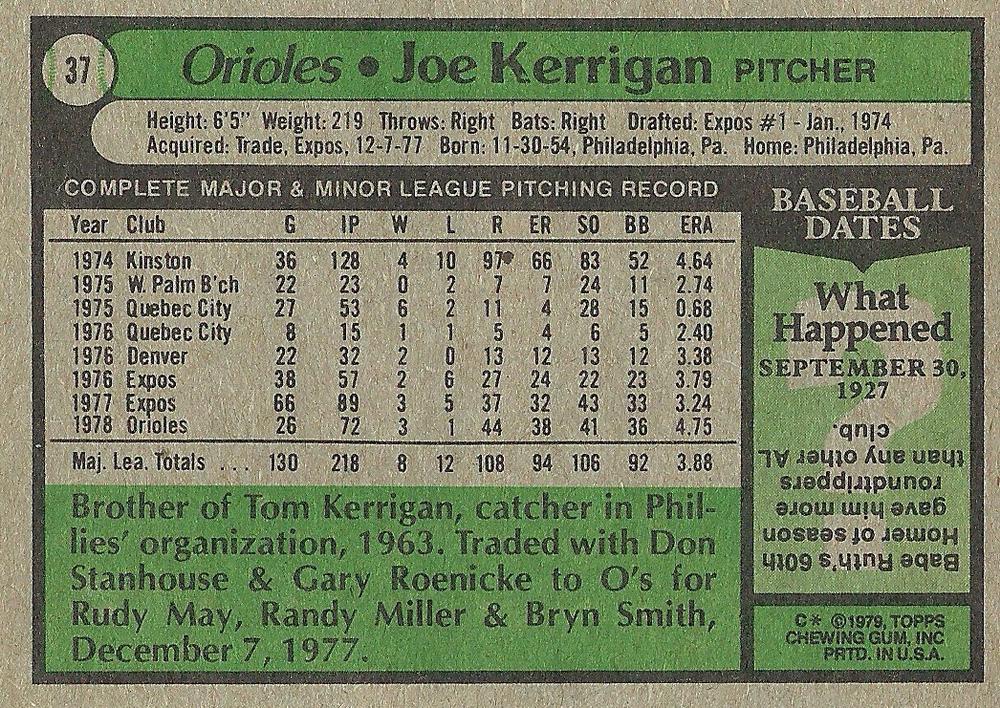 37
Orioles • Joe Kerrigan PITCHER
Height: 6'5" Weight: 219 Throws: Right Bats: Right Drafted: Expos #1 - Jan., 1974
Acquired: Trade, Expos, 12-7-77 Born: 11-30-54, Philadelphia, Pa. Home: Philadelphia, Pa.
COMPLETE MAJOR & MINOR LEAGUE PITCHING RECORD
Year Club G IP W L R ER SO BB ERA
1974 Kinston 36 128 4 10 97 66 83 52 4.64
1975 W. Palm B'ch 22 23 0 2 7 7 24 11 2.74
1975 Quebec City 27 53 6 2 11 4 28 15 0.68
1976 Quebec City 8 15 1 1 5 4 6 5 2.40
1976 Denver 22 32 2 0 13 12 13 12 3.38
1976 Expos 38 57 2 6 27 24 22 23 3.79
1977 Expos 66 89 3 5 37 32 43 33 3.24
1978 Orioles 26 72 3 1 44 38 41 36 4.75
Maj. Lea. Totals ... 130 218 8 12 108 94 106 92 3.88
Brother of Tom Kerrigan, catcher in Phil-
lies' organization, 1963. Traded with Don
Stanhouse & Gary Roenicke to O's for
Rudy May, Randy Miller & Bryn Smith,
December 7, 1977.
BASEBALL
DATES
What
Happened
SEPTEMBER 30,
1927
Babe Ruth's 60th
Homer of season
gave him more
roundtrippers
than any other AL
club.
C* ©1979, TOPPS
CHEWING GUM, INC
PRTD. IN U.S.A.